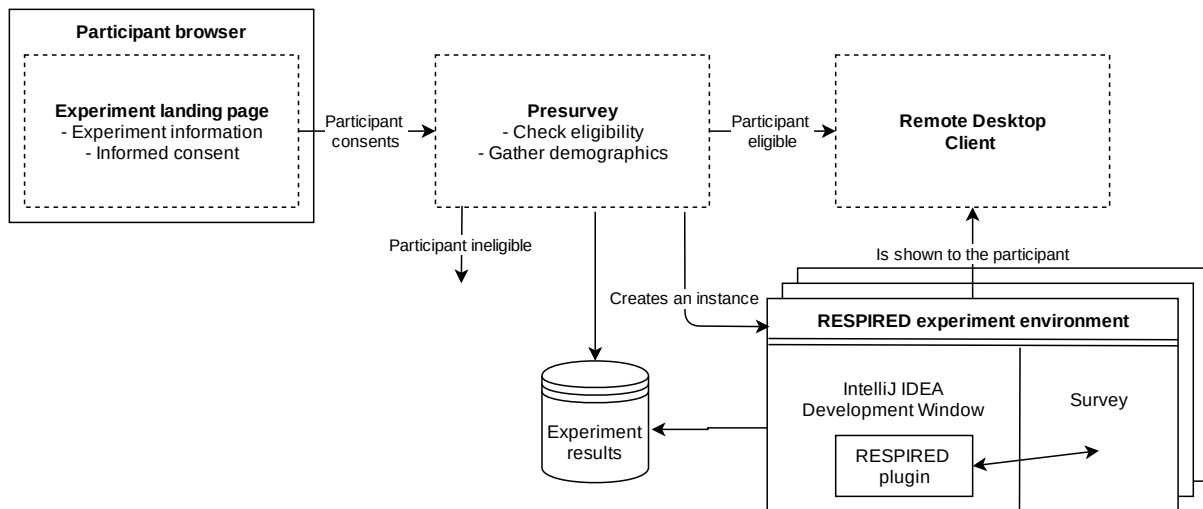 Participant browser
Experiment landing page
- Experiment information
- Informed consent
Participant
consents
Presurvey
- Check eligibility
- Gather demographics
Participant
eligible
Remote Desktop
Client
Participant ineligible
Is shown to the participant
Creates an instance
RESPIRED experiment environment
IntelliJ IDEA
Development Window
Survey
RESPIRED
plugin
Experiment
results